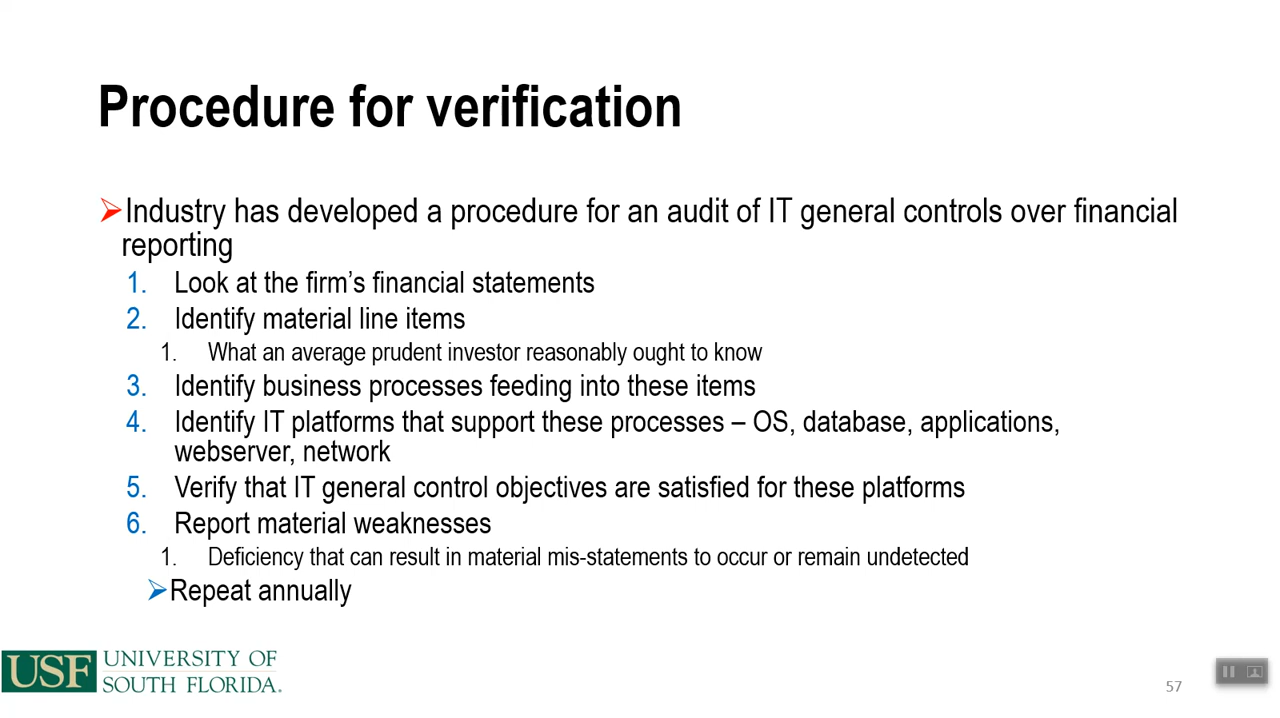 Procedure for verification
➢Industry has developed a procedure for an audit of IT general controls over financial
reporting
1. Look at the firm’s financial statements
2. Identify material line items
1. What an average prudent investor reasonably ought to know
3. Identify business processes feeding into these items
4. Identify IT platforms that support these processes – OS, database, applications,
webserver, network
5. Verify that IT general control objectives are satisfied for these platforms
6. Report material weaknesses
1. Deficiency that can result in material mis-statements to occur or remain undetected
➢Repeat annually
USF UNIVERSITY OF
SOUTH FLORIDA.
57